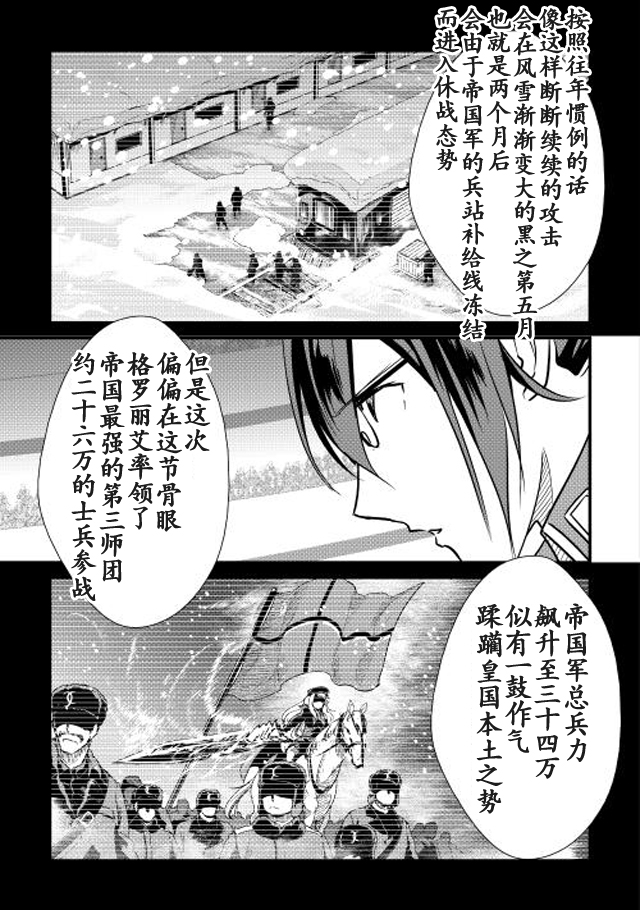 按照往年惯例的话
像这样断断续续的攻击
会在风雪渐渐变大的黑之第五月
也就是两个月后
会由于帝国军的兵站补给线冻结
而进入休战态势
但是这次
偏偏在这节骨眼
格罗丽艾率领了
帝国最强的第三师团
约二十六万的士兵参战
帝国军总兵力
飙升至三十四万
似有一鼓作气
蹂躏皇国本土之势